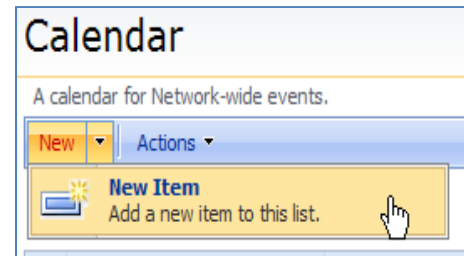 Calendar
A calendar for Network-wide events.
New Actions
New Item
Add a new item to this list.